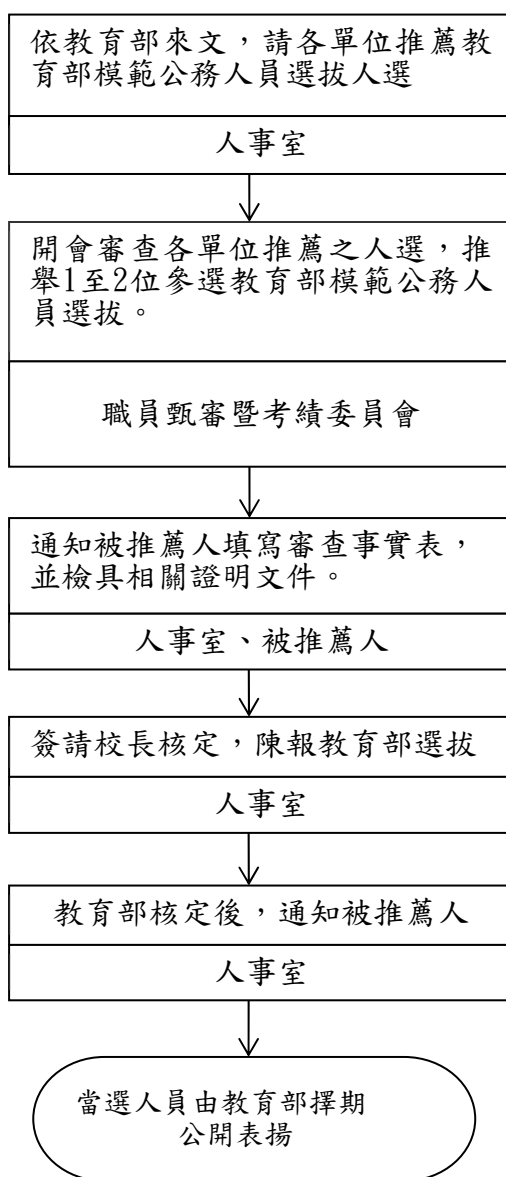 依教育部來文，請各單位推薦教
育部模範公務人員選拔人選
人事室
開會審查各單位推薦之人選，推
舉1至2位參選教育部模範公務人
員選拔。
職員甄審暨考績委員會
通知被推薦人填寫審查事實表，
並檢具相關證明文件。
人事室、被推薦人
簽請校長核定，陳報教育部選拔
人事室
教育部核定後，通知被推薦人
人事室
當選人員由教育部擇期
公開表揚